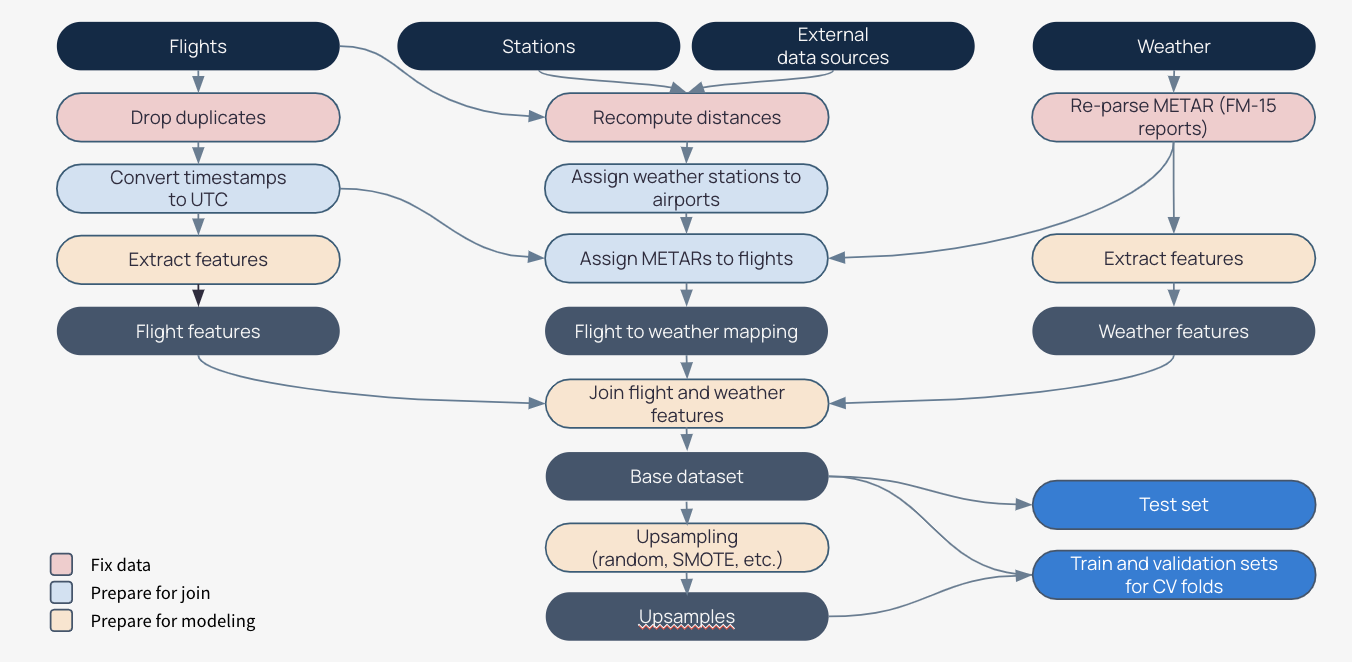 Flights
Stations
External
data sources
Weather
Drop duplicates
Recompute distances
Re-parse METAR (FM-15
reports)
Convert timestamps
to UTC
Assign weather stations to
airports
Extract features
Assign METARs to flights
Extract features
Flight features
Flight to weather mapping
Weather features
Join flight and weather
features
Base dataset
Test set
Upsampling
(random, SMOTE, etc.)
Train and validation sets
for CV folds
Upsamples
Fix data
Prepare for join
Prepare for modeling